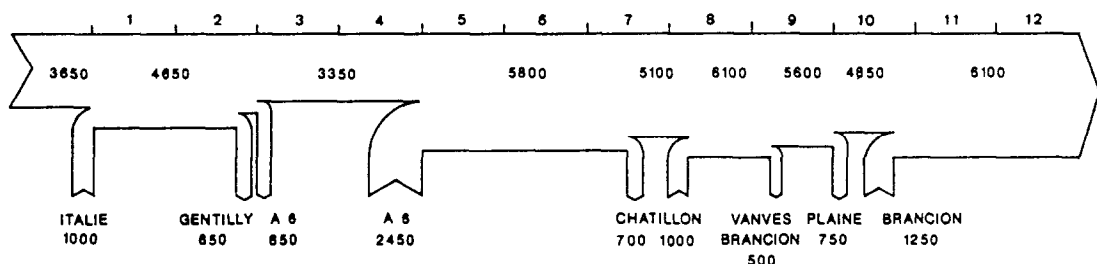 1 2 3 4 5 6 7 8 9 10 11 12
3650 4650 3350 5800 5100 6100 5600 4850 6100
ITALIE GENTILLY A 6 A 6 CHATILLON VANVES PLAINE BRANCION
1000 650 650 2450 700 1000 BRANCION 750 1250
500